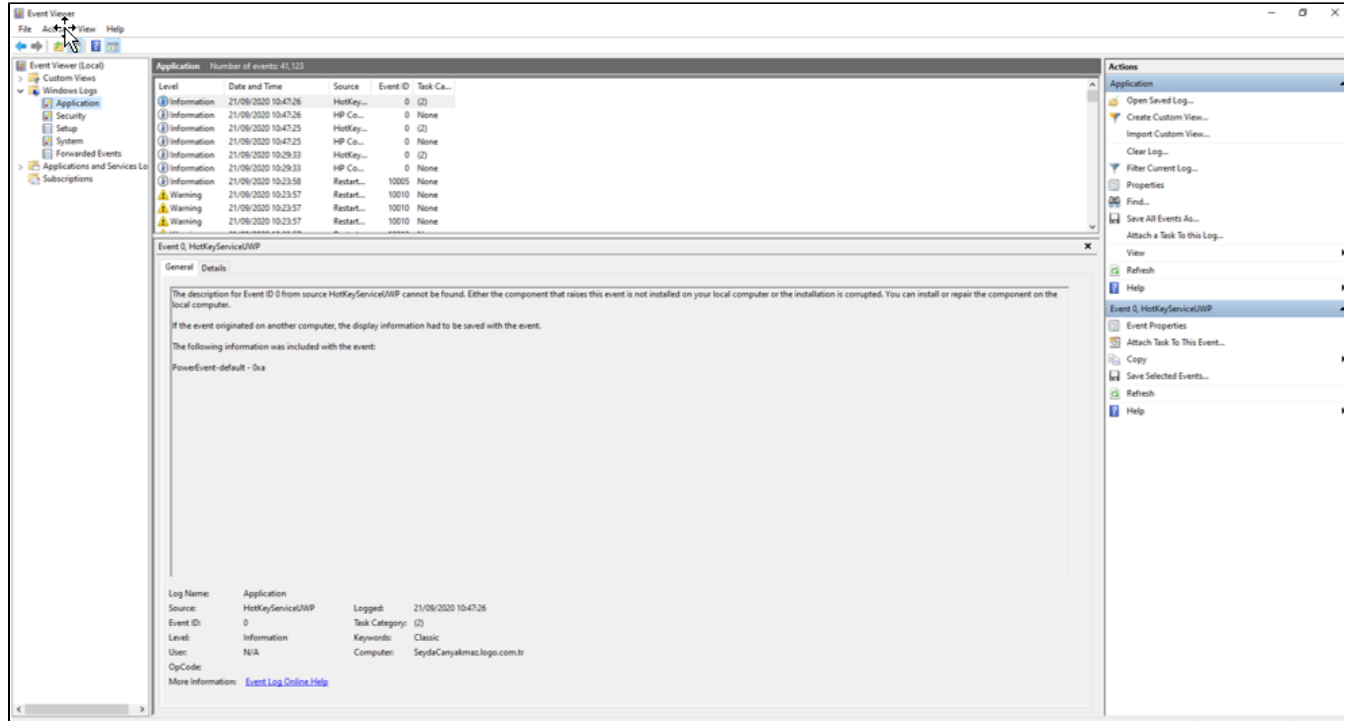 Event Viewer
File Action View Help
Event Viewer (Local)
Custom Views
Windows Logs
Application
Security
Setup
System
Forwarded Events
Applications and Services Lo
Subscriptions
Application Number of events: 41,123
Level Date and Time Source Event ID Task Ca...
Information 21/09/2020 10:47:26 HotKey... 0 (2)
Information 21/09/2020 10:47:26 HP Co... 0 None
Information 21/09/2020 10:47:25 HotKey... 0 (2)
Information 21/09/2020 10:47:25 HP Co... 0 None
Information 21/09/2020 10:29:33 HotKey... 0 (2)
Information 21/09/2020 10:29:33 HP Co... 0 None
Information 21/09/2020 10:23:58 Restart... 10005 None
Warning 21/09/2020 10:23:57 Restart... 10010 None
Warning 21/09/2020 10:23:57 Restart... 10010 None
Warning 21/09/2020 10:23:57 Restart... 10010 None
Event 0, HotKeyServiceUWP
General Details
The description for Event ID 0 from source HotKeyServiceUWP cannot be found. Either the component that raises this event is not installed on your local computer or the installation is corrupted. You can install or repair the component on the
local computer.
If the event originated on another computer, the display information had to be saved with the event.
The following information was included with the event:
PowerEvent-default - 0xa
Log Name: Application
Source: HotKeyServiceUWP Logged: 21/09/2020 10:47:26
Event ID: 0 Task Category: (2)
Level: Information Keywords: Classic
User: N/A Computer: SeydaCanyakmaz.logo.com.tr
OpCode:
More Information: Event Log Online Help
Actions
Application
Open Saved Log...
Create Custom View...
Import Custom View...
Clear Log...
Filter Current Log...
Properties
Find...
Save All Events As...
Attach a Task To this Log...
View
Refresh
Help
Event 0, HotKeyServiceUWP
Event Properties
Attach Task To This Event...
Copy
Save Selected Events...
Refresh
Help